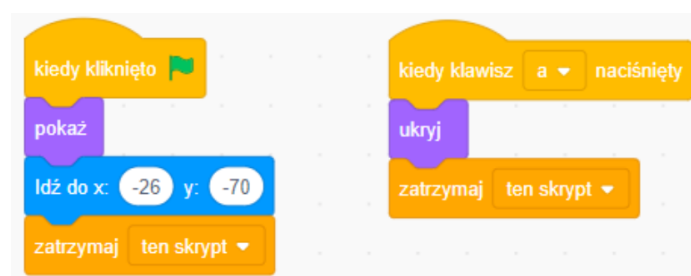 kiedy kliknięto
pokaż
Idź do x: -26 y: -70
zatrzymaj ten skrypt
kiedy klawisz a naciśnięty
ukryj
zatrzymaj ten skrypt